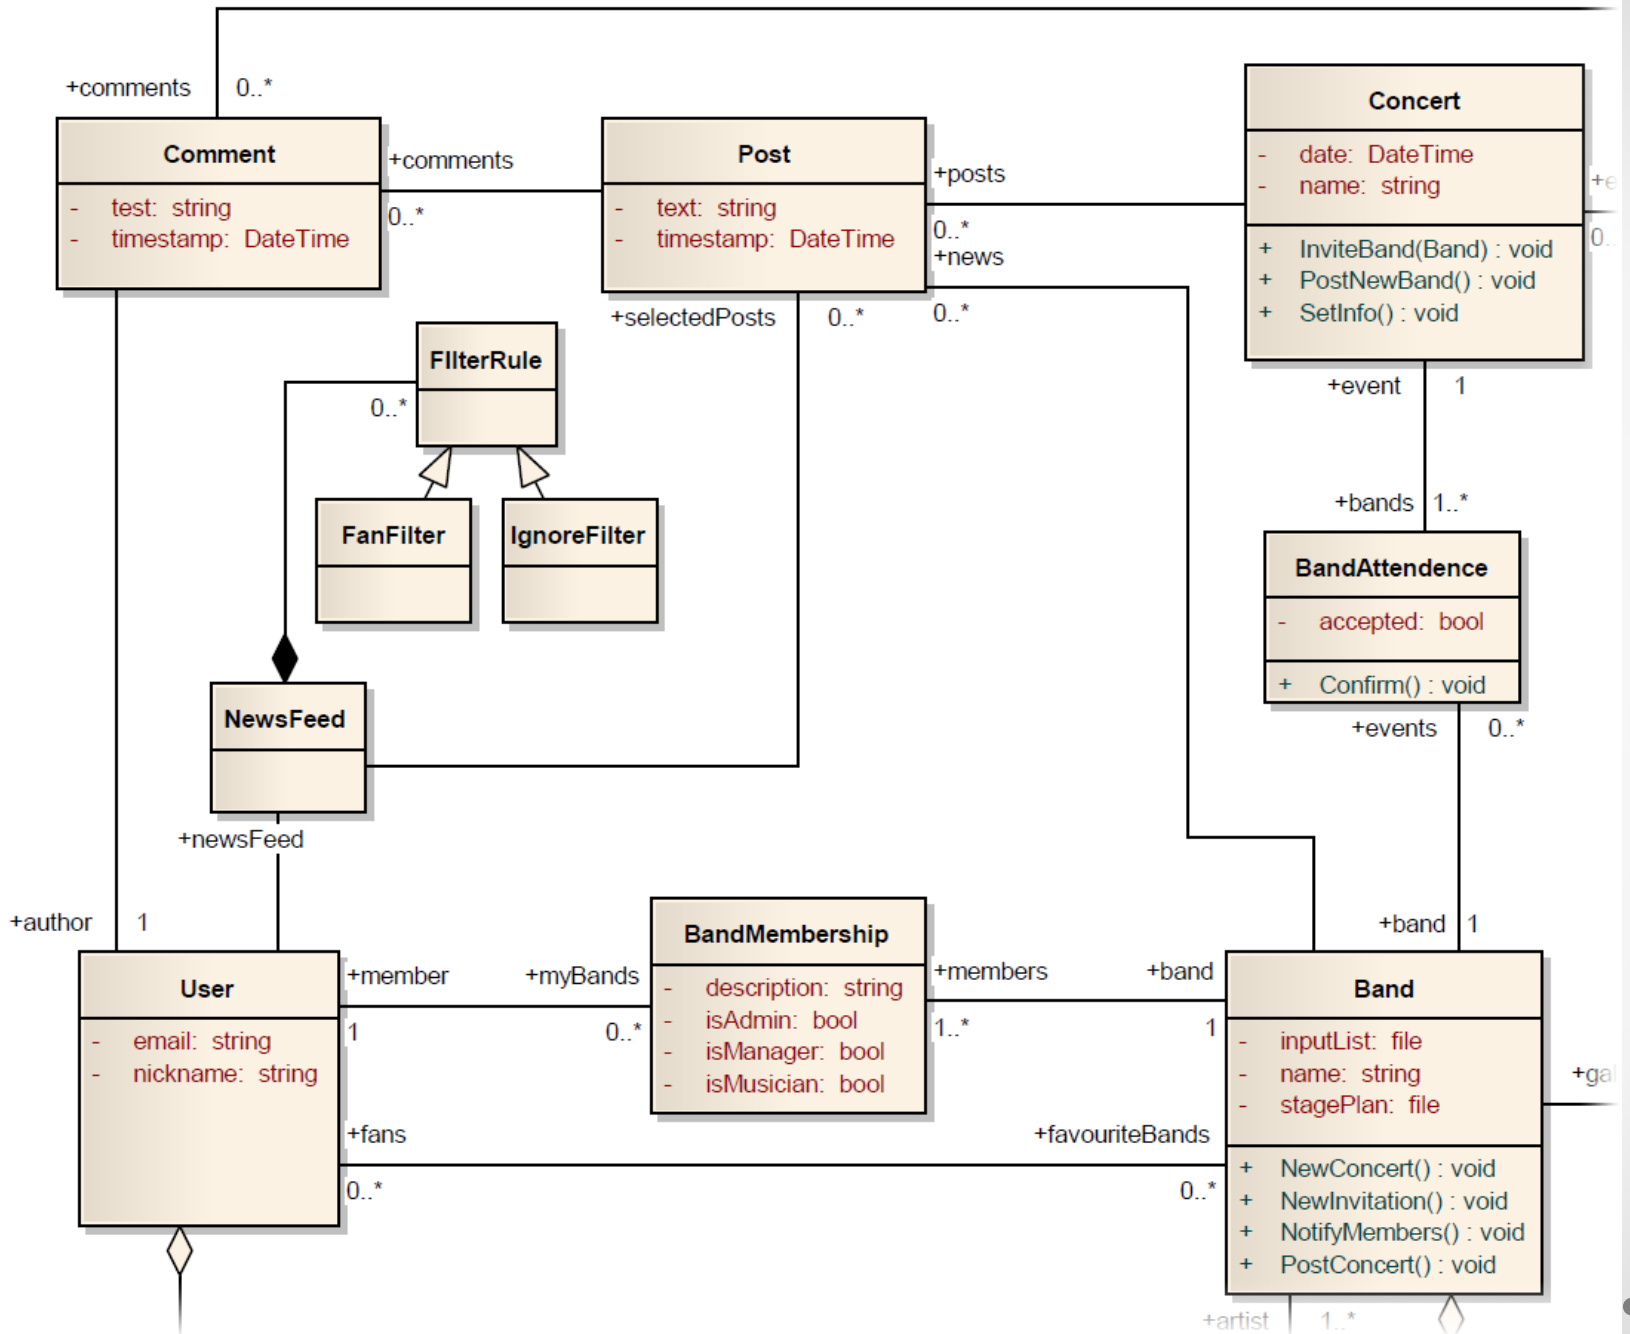 +comments 0..*
Comment
- test: string
- timestamp: DateTime
+comments
0..*
Post
- text: string
- timestamp: DateTime
+posts
0..*
+news
0..*
+selectedPosts 0..*
Concert
- date: DateTime
- name: string
+ InviteBand(Band) : void
+ PostNewBand() : void
+ SetInfo() : void
+event 1
FIlterRule
0..*
FanFilter
IgnoreFilter
+bands 1..*
BandAttendence
- accepted: bool
+ Confirm() : void
+events 0..*
NewsFeed
+newsFeed
+author 1
+band 1
User
- email: string
- nickname: string
+member
1
+myBands
0..*
BandMembership
- description: string
- isAdmin: bool
- isManager: bool
- isMusician: bool
+members
1..*
+band
1
Band
- inputList: file
- name: string
- stagePlan: file
+ NewConcert() : void
+ NewInvitation() : void
+ NotifyMembers() : void
+ PostConcert() : void
+fans
0..*
+favouriteBands
0..*
+artist 1..*